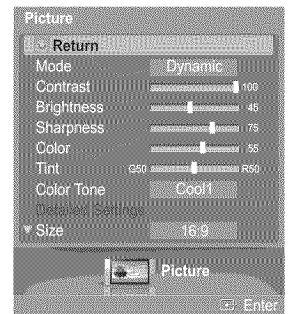 Picture
Return
Mode Dynamic
Contrast 100
Brightness 45
Sharpness 75
Color 55
Tint G50 R50
Color Tone Cool1
Detailed Settings
Size 16:9
Picture
Enter